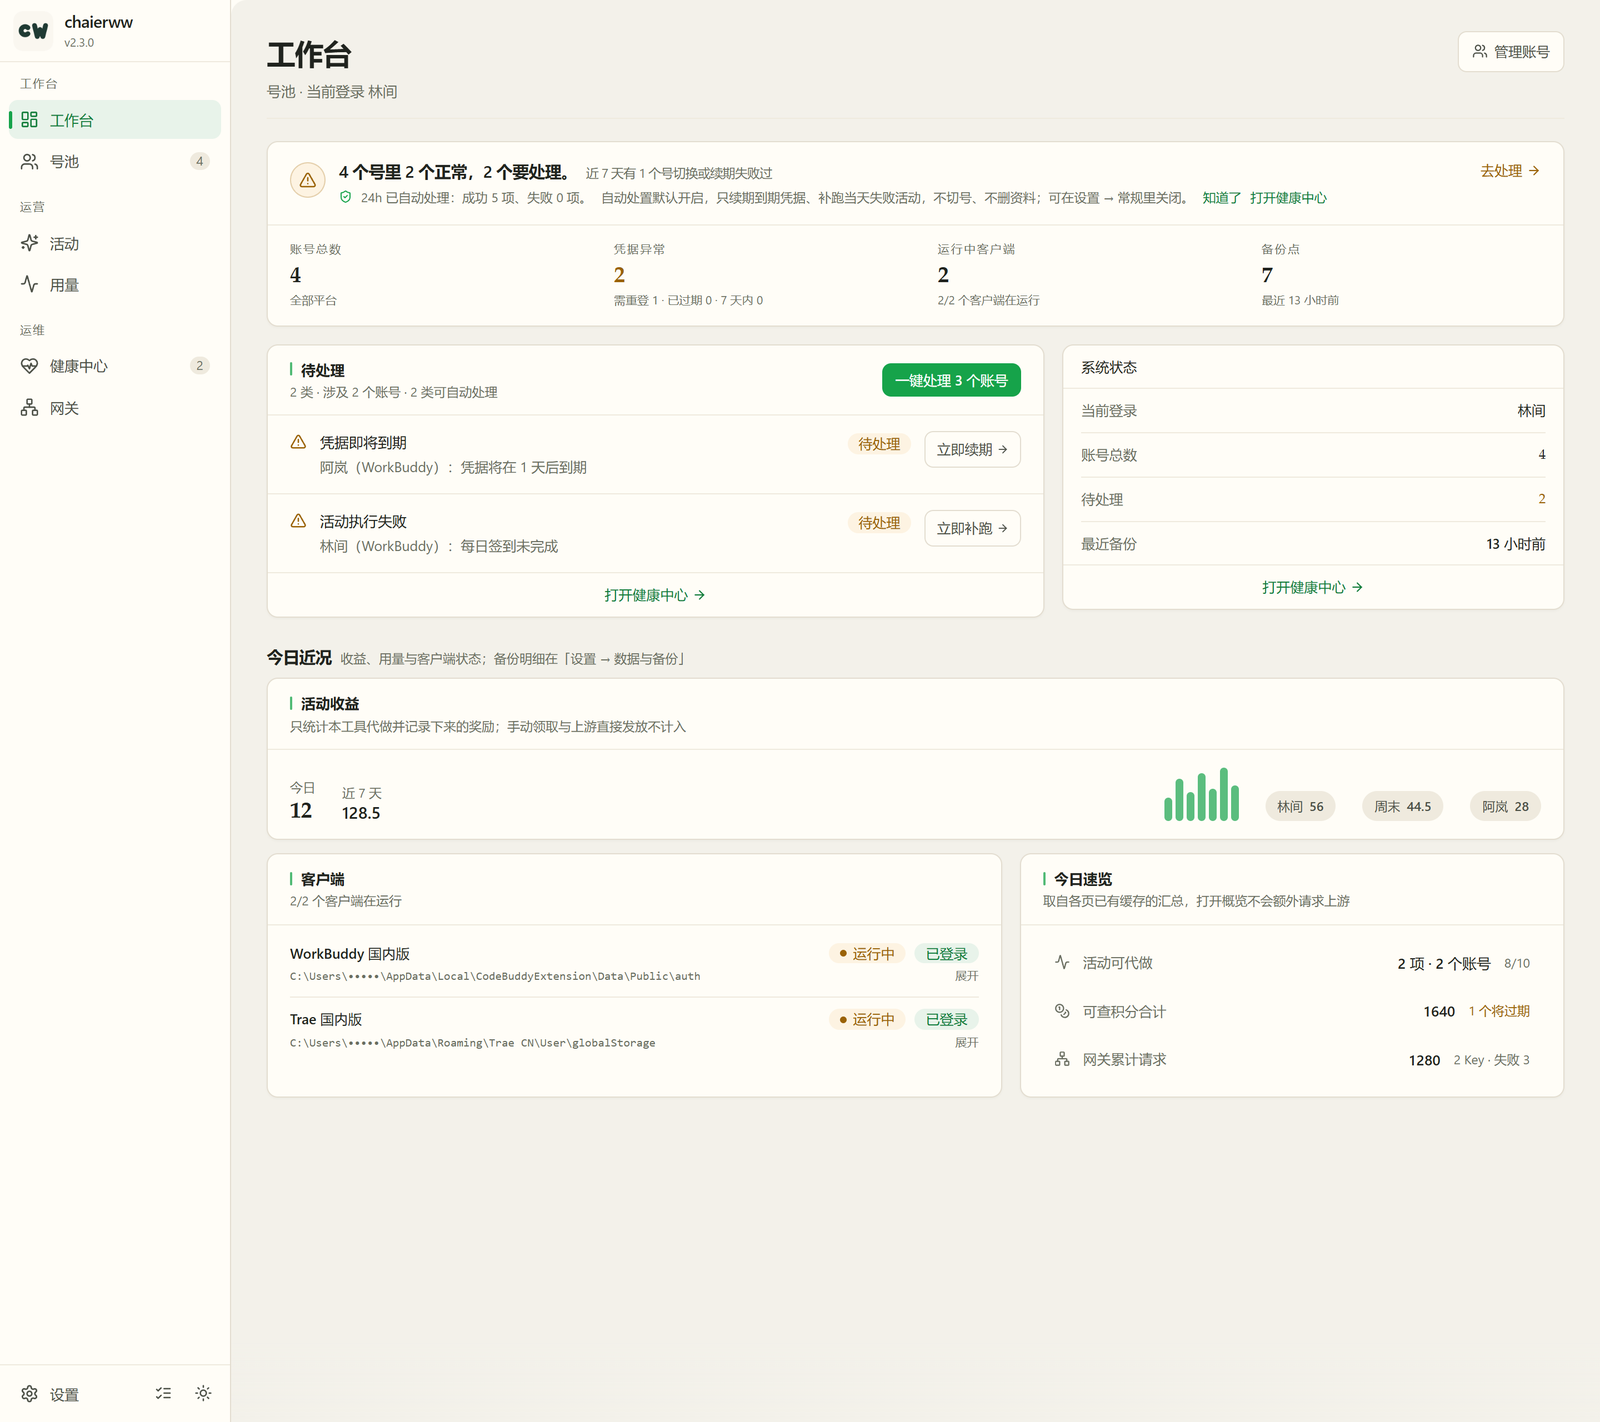 cw
chaierww
v2.3.0
工作台
工作台
号池 4
运营
活动
用量
运维
健康中心 2
网关
设置
工作台
号池 · 当前登录 林间
管理账号
4 个号里 2 个正常，2 个要处理。 近 7 天有 1 个号切换或续期失败过
去处理 →
24h 已自动处理：成功 5 项、失败 0 项。 自动处置默认开启，只续期到期凭据、补跑当天失败活动，不切号、不删资料；可在设置 → 常规里关闭。 知道了 打开健康中心
账号总数
4
全部平台
凭据异常
2
需重登 1 · 已过期 0 · 7 天内 0
运行中客户端
2
2/2 个客户端在运行
备份点
7
最近 13 小时前
待处理
2 类 · 涉及 2 个账号 · 2 类可自动处理
一键处理 3 个账号
凭据即将到期
阿岚（WorkBuddy）：凭据将在 1 天后到期
待处理 立即续期 →
活动执行失败
林间（WorkBuddy）：每日签到未完成
待处理 立即补跑 →
打开健康中心 →
系统状态
当前登录 林间
账号总数 4
待处理 2
最近备份 13 小时前
打开健康中心 →
今日近况 收益、用量与客户端状态；备份明细在「设置 → 数据与备份」
活动收益
只统计本工具代做并记录下来的奖励；手动领取与上游直接发放不计入
今日
12
近 7 天
128.5
林间 56 周末 44.5 阿岚 28
客户端
2/2 个客户端在运行
WorkBuddy 国内版 运行中 已登录
C:\Users\•••••\AppData\Local\CodeBuddyExtension\Data\Public\auth 展开
Trae 国内版 运行中 已登录
C:\Users\•••••\AppData\Roaming\Trae CN\User\globalStorage 展开
今日速览
取自各页已有缓存的汇总，打开概览不会额外请求上游
活动可代做 2 项 · 2 个账号 8/10
可查积分合计 1640 1 个将过期
网关累计请求 1280 2 Key · 失败 3